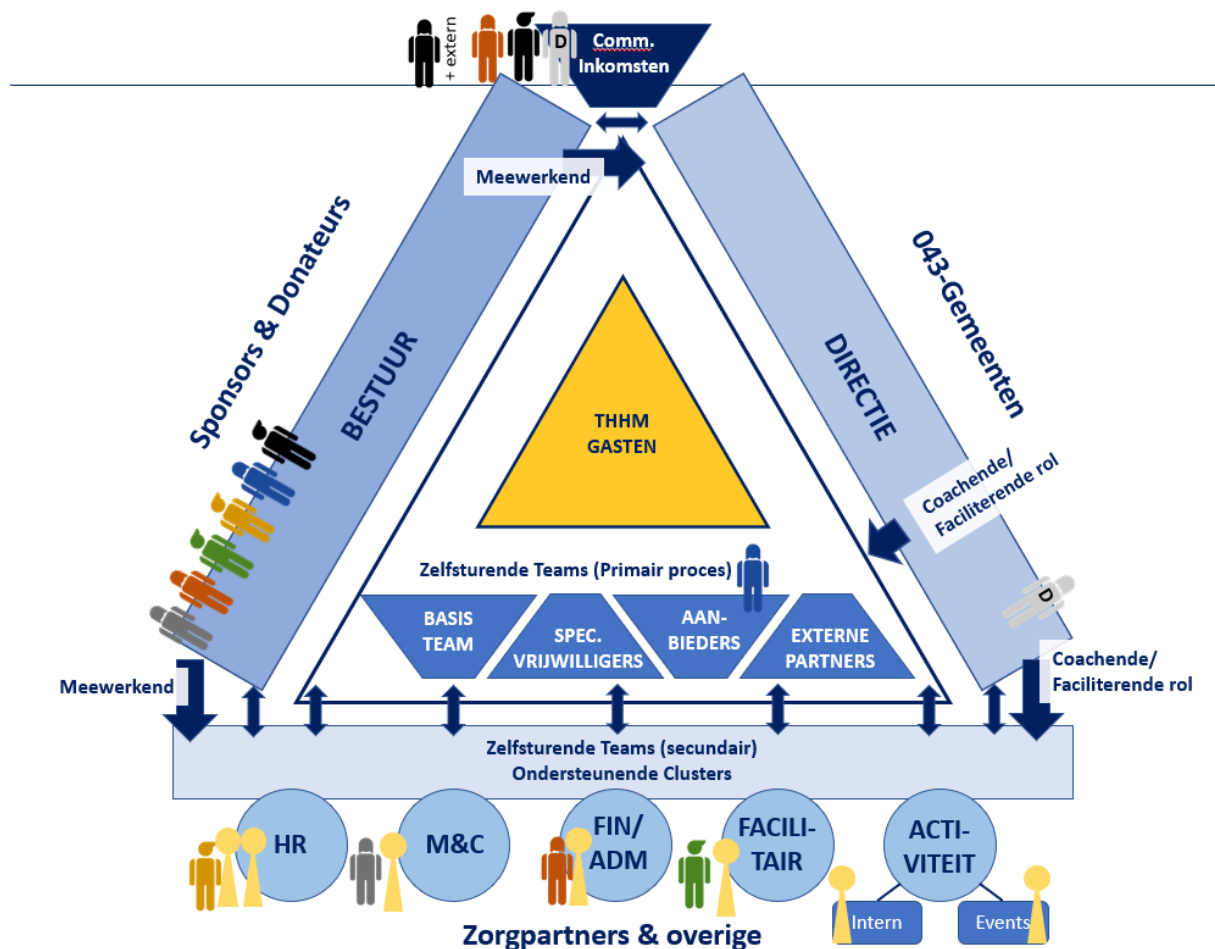 + extern
D
Comm.
Inkomsten
Meewerkend
Sponsors & Donateurs
BESTUUR
043-Gemeenten
DIRECTIE
THHM
GASTEN
Coachende/
Faciliterende rol
Zelfsturende Teams (Primair proces)
BASIS
TEAM
SPEC.
VRIJWILLIGERS
AAN-
BIEDERS
EXTERNE
PARTNERS
D
Meewerkend
Coachende/
Faciliterende rol
Zelfsturende Teams (secundair)
Ondersteunende Clusters
HR
M&C
FIN/
ADM
FACILI-
TAIR
ACTI-
VITEIT
Intern
Events
Zorgpartners & overige